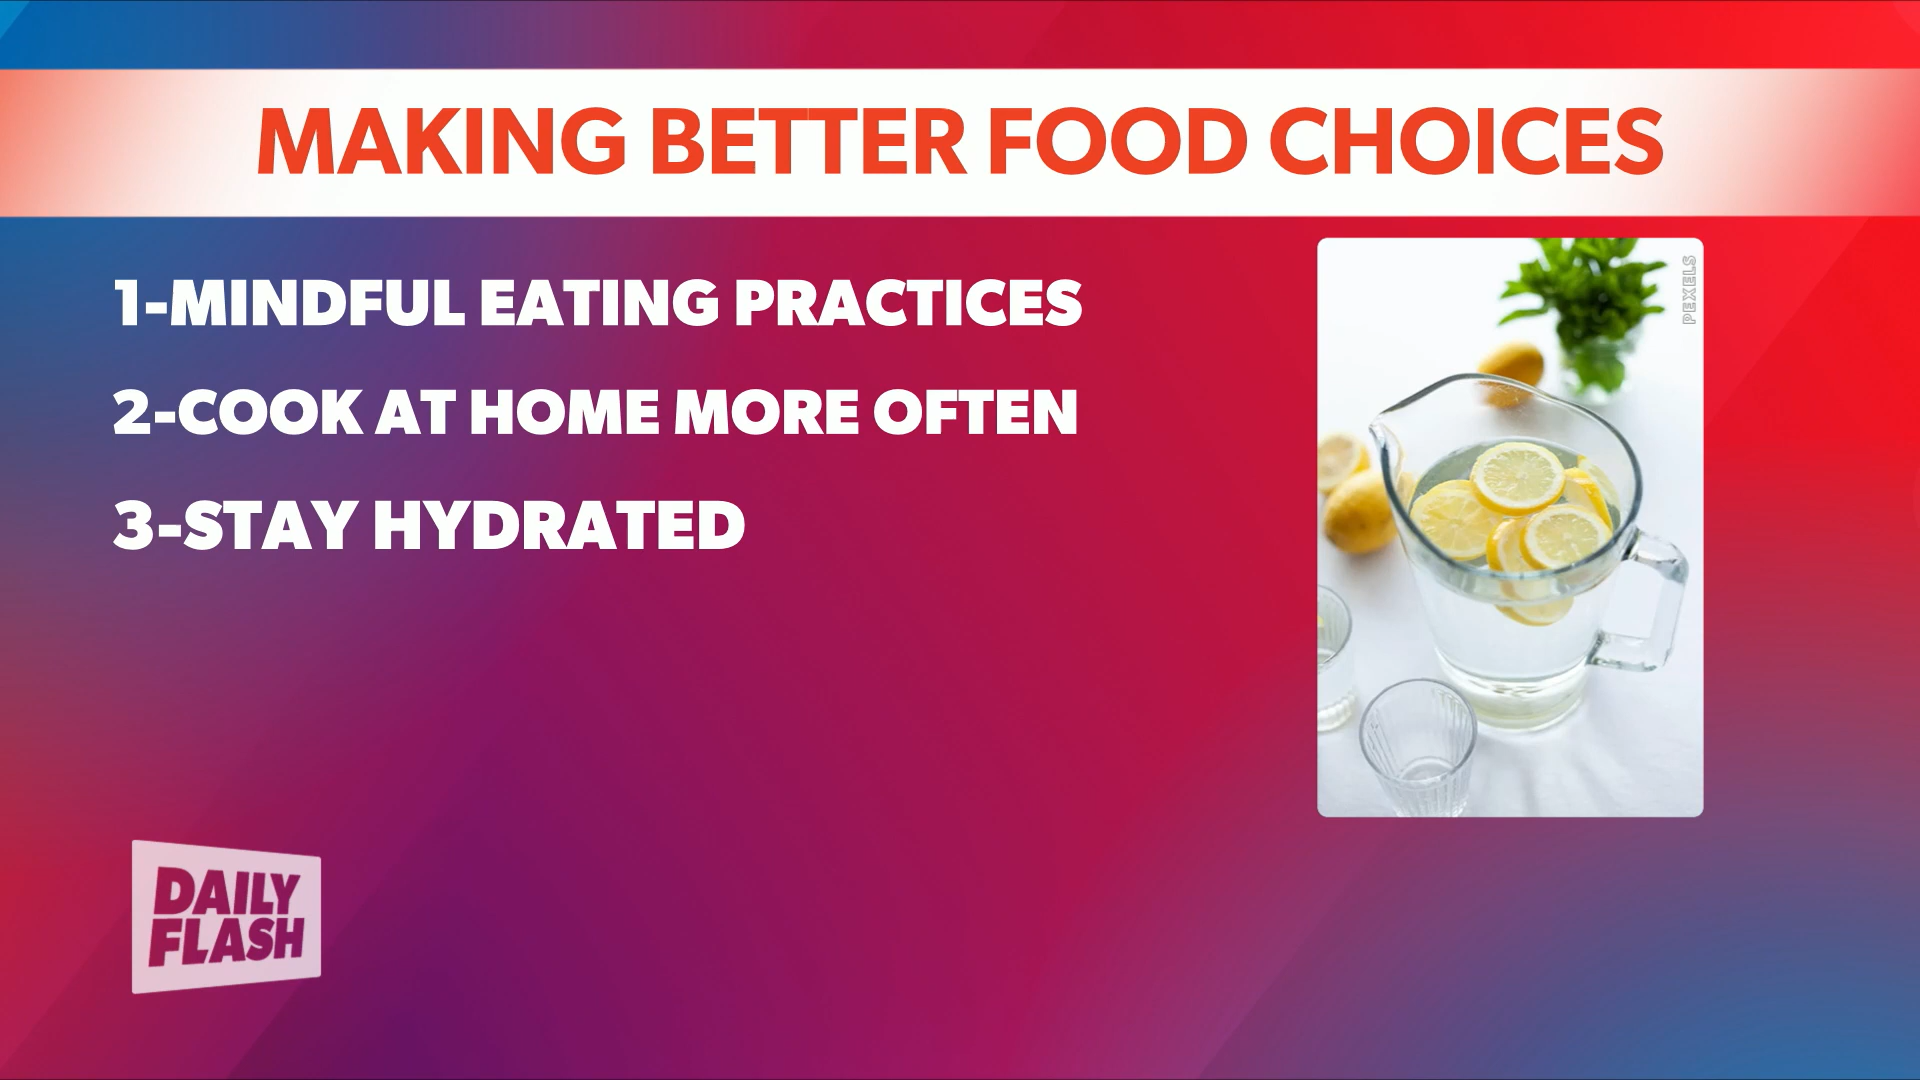 MAKING BETTER FOOD CHOICES
1-MINDFUL EATING PRACTICES
2-COOK AT HOME MORE OFTEN
3-STAY HYDRATED
PEXELS
DAILY
FLASH